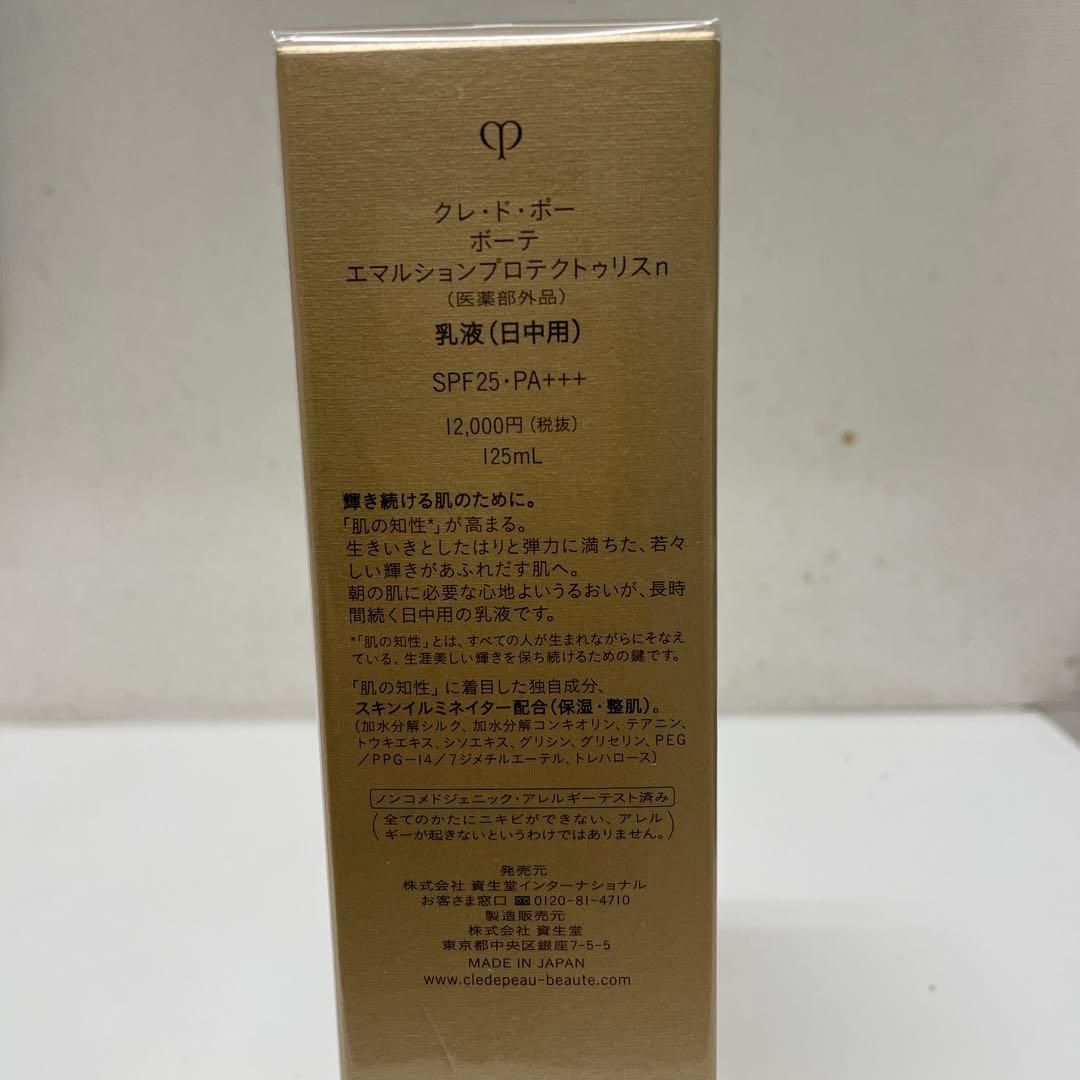 クレ・ド・ポー
ボーテ
エマルションプロテクトゥリスn
（医薬部外品）
乳液（日中用）
SPF25・PA+++
12,000円（税抜）
125mL
輝き続ける肌のために。
「肌の知性*」が高まる。
生きいきとしたはりと弾力に満ちた、若々
しい輝きがあふれだす肌へ。
朝の肌に必要な心地よいうるおいが、長時
間続く日中用の乳液です。
*「肌の知性」とは、すべての人が生まれながらにそなえ
ている、生涯美しい輝きを保ち続けるための鍵です。
「肌の知性」に着目した独自成分、
スキンイルミネイター配合（保湿・整肌）。
（加水分解シルク、加水分解コンキオリン、テアニン、
トウキエキス、シソエキス、グリシン、グリセリン、PEG
／PPG－14／7ジメチルエーテル、トレハロース）
ノンコメドジェニック・アレルギーテスト済み
（全てのかたにニキビができない、アレル
ギーが起きないというわけではありません。）
発売元
株式会社 資生堂インターナショナル
お客さま窓口 0120-81-4710
製造販売元
株式会社 資生堂
東京都中央区銀座7-5-5
MADE IN JAPAN
www.cledepeau-beaute.com